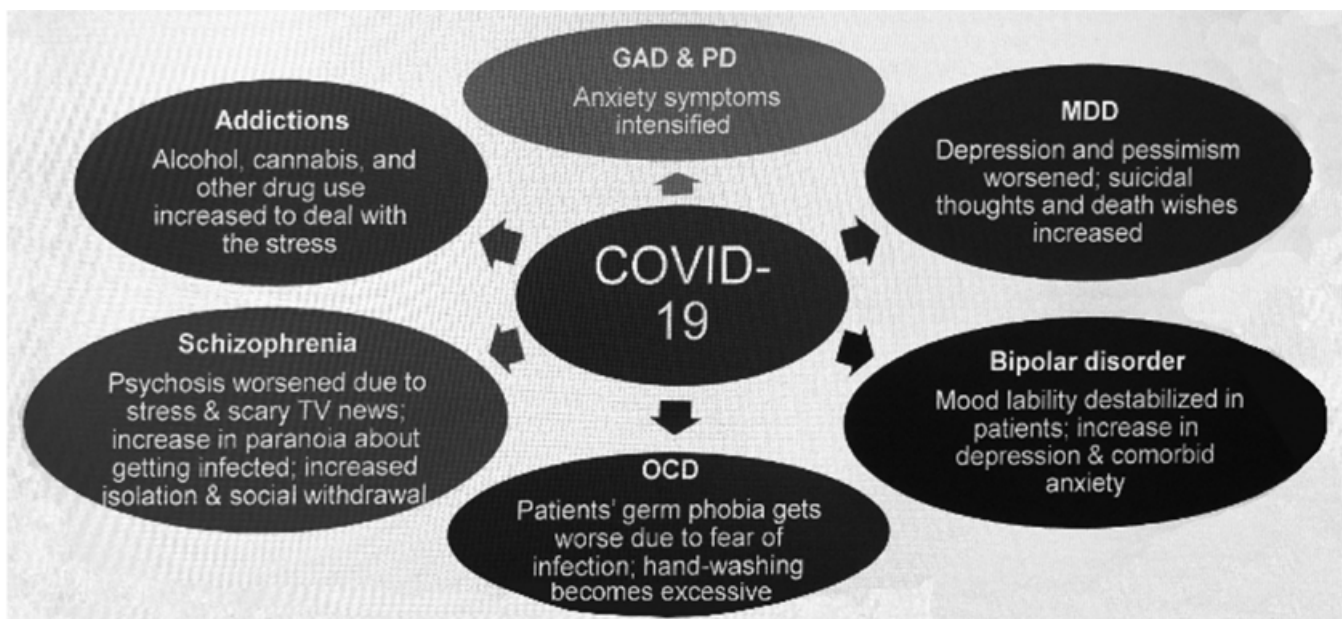 GAD & PD
Anxiety symptoms
intensified
Addictions
Alcohol, cannabis, and
other drug use
increased to deal with
the stress
MDD
Depression and pessimism
worsened; suicidal
thoughts and death wishes
increased
COVID-
19
Schizophrenia
Psychosis worsened due to
stress & scary TV news;
increase in paranoia about
getting infected; increased
isolation & social withdrawal
Bipolar disorder
Mood lability destabilized in
patients; increase in
depression & comorbid
anxiety
OCD
Patients' germ phobia gets
worse due to fear of
infection; hand-washing
becomes excessive